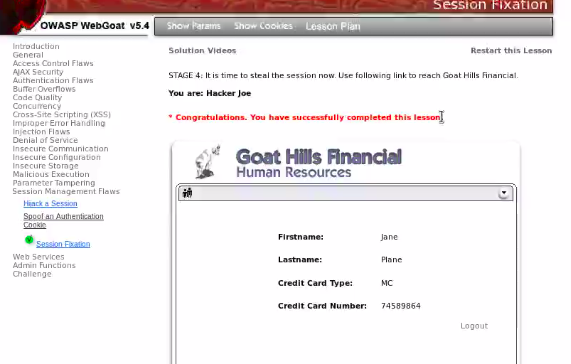 Session Fixation
OWASP WebGoat v5.4
Show Params Show Cookies Lesson Plan
Introduction
General
Access Control Flaws
AJAX Security
Authentication Flaws
Buffer Overflows
Code Quality
Concurrency
Cross-Site Scripting (XSS)
Improper Error Handling
Injection Flaws
Denial of Service
Insecure Communication
Insecure Configuration
Insecure Storage
Malicious Execution
Parameter Tampering
Session Management Flaws
Hijack a Session
Spoof an Authentication
Cookie
Session Fixation
Web Services
Admin Functions
Challenge
Solution Videos Restart this Lesson
STAGE 4: It is time to steal the session now. Use following link to reach Goat Hills Financial.
You are: Hacker Joe
* Congratulations. You have successfully completed this lesson.
Goat Hills Financial
Human Resources
Firstname: Jane
Lastname: Plane
Credit Card Type: MC
Credit Card Number: 74589864
Logout